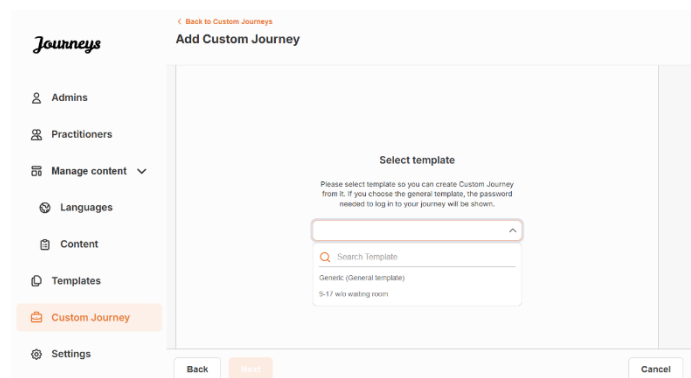 < Back to Custom Journeys
Journeys
Add Custom Journey
Admins
Practitioners
Manage content
Languages
Content
Templates
Custom Journey
Settings
Select template
Please select template so you can create Custom Journey
from it. If you choose the general template, the password
needed to log in to your journey will be shown.
Search Template
Generic (General template)
5-17 w/o waiting room
Back
Next
Cancel